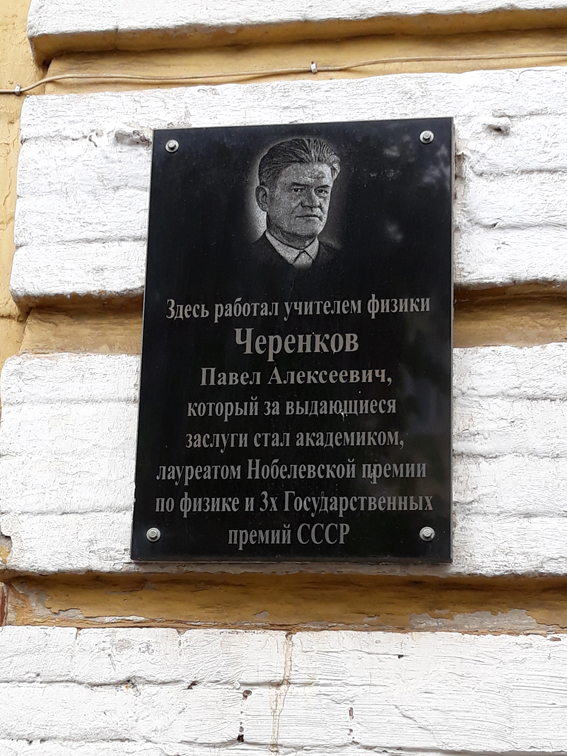 Здесь работал учителем физики
Черенков
Павел Алексеевич,
который за выдающиеся
заслуги стал академиком,
лауреатом Нобелевской премии
по физике и 3х Государственных
премий СССР